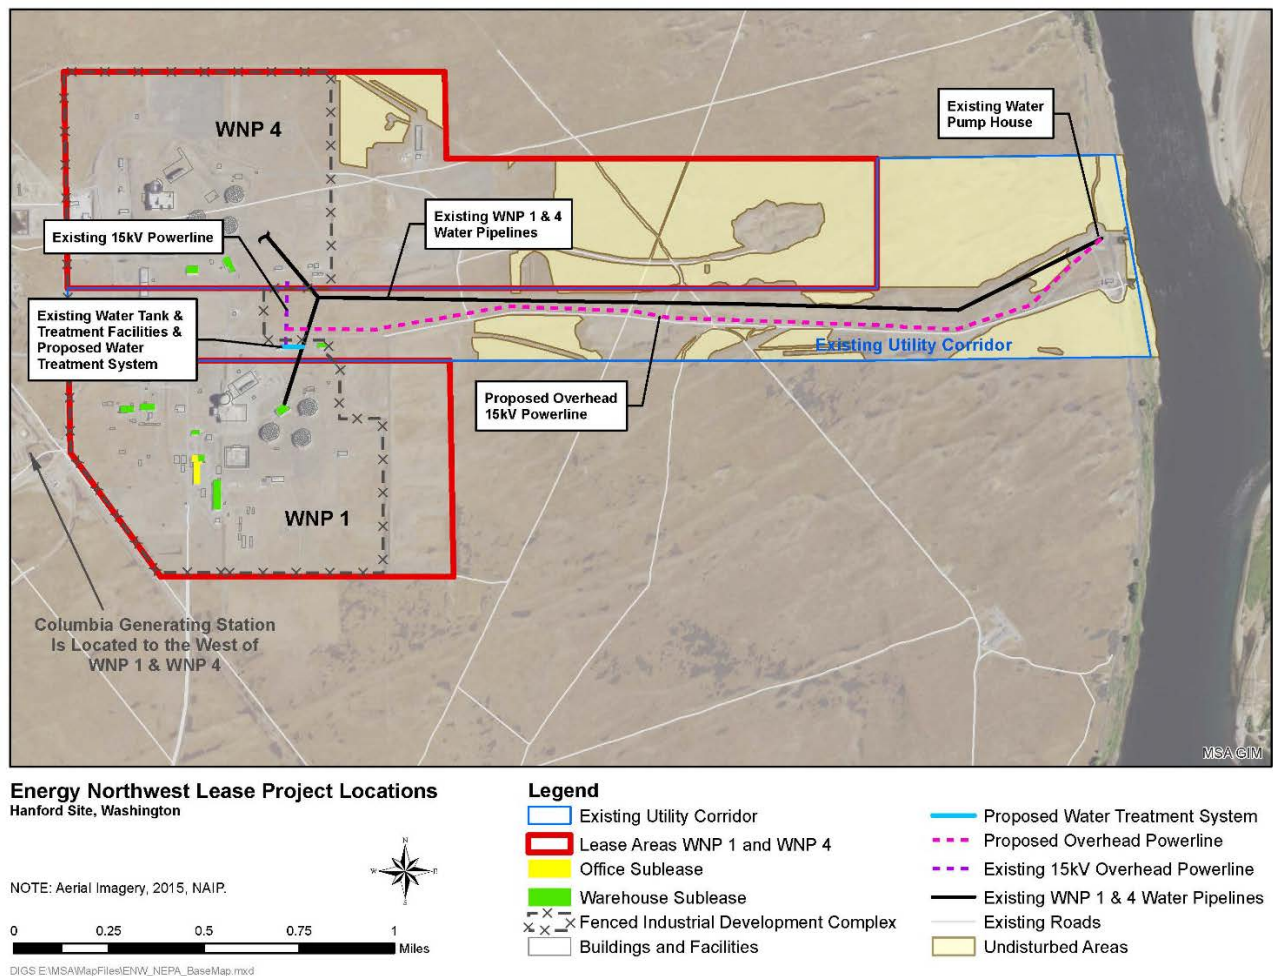 WNP 4
Existing Water
Pump House
Existing 15kV Powerline
Existing WNP 1 & 4
Water Pipelines
Existing Water Tank &
Treatment Facilities &
Proposed Water
Treatment System
Existing Utility Corridor
Proposed Overhead
15kV Powerline
WNP 1
Columbia Generating Station
Is Located to the West of
WNP 1 & WNP 4
MSA GIM
Energy Northwest Lease Project Locations
Hanford Site, Washington
N
W
E
S
NOTE: Aerial Imagery, 2015, NAIP.
0 0.25 0.5 0.75 1
Miles
DIGS E:\MSA\MapFiles\ENW_NEPA_BaseMap.mxd
Legend
Existing Utility Corridor
Lease Areas WNP 1 and WNP 4
Office Sublease
Warehouse Sublease
Fenced Industrial Development Complex
Buildings and Facilities
Proposed Water Treatment System
Proposed Overhead Powerline
Existing 15kV Overhead Powerline
Existing WNP 1 & 4 Water Pipelines
Existing Roads
Undisturbed Areas